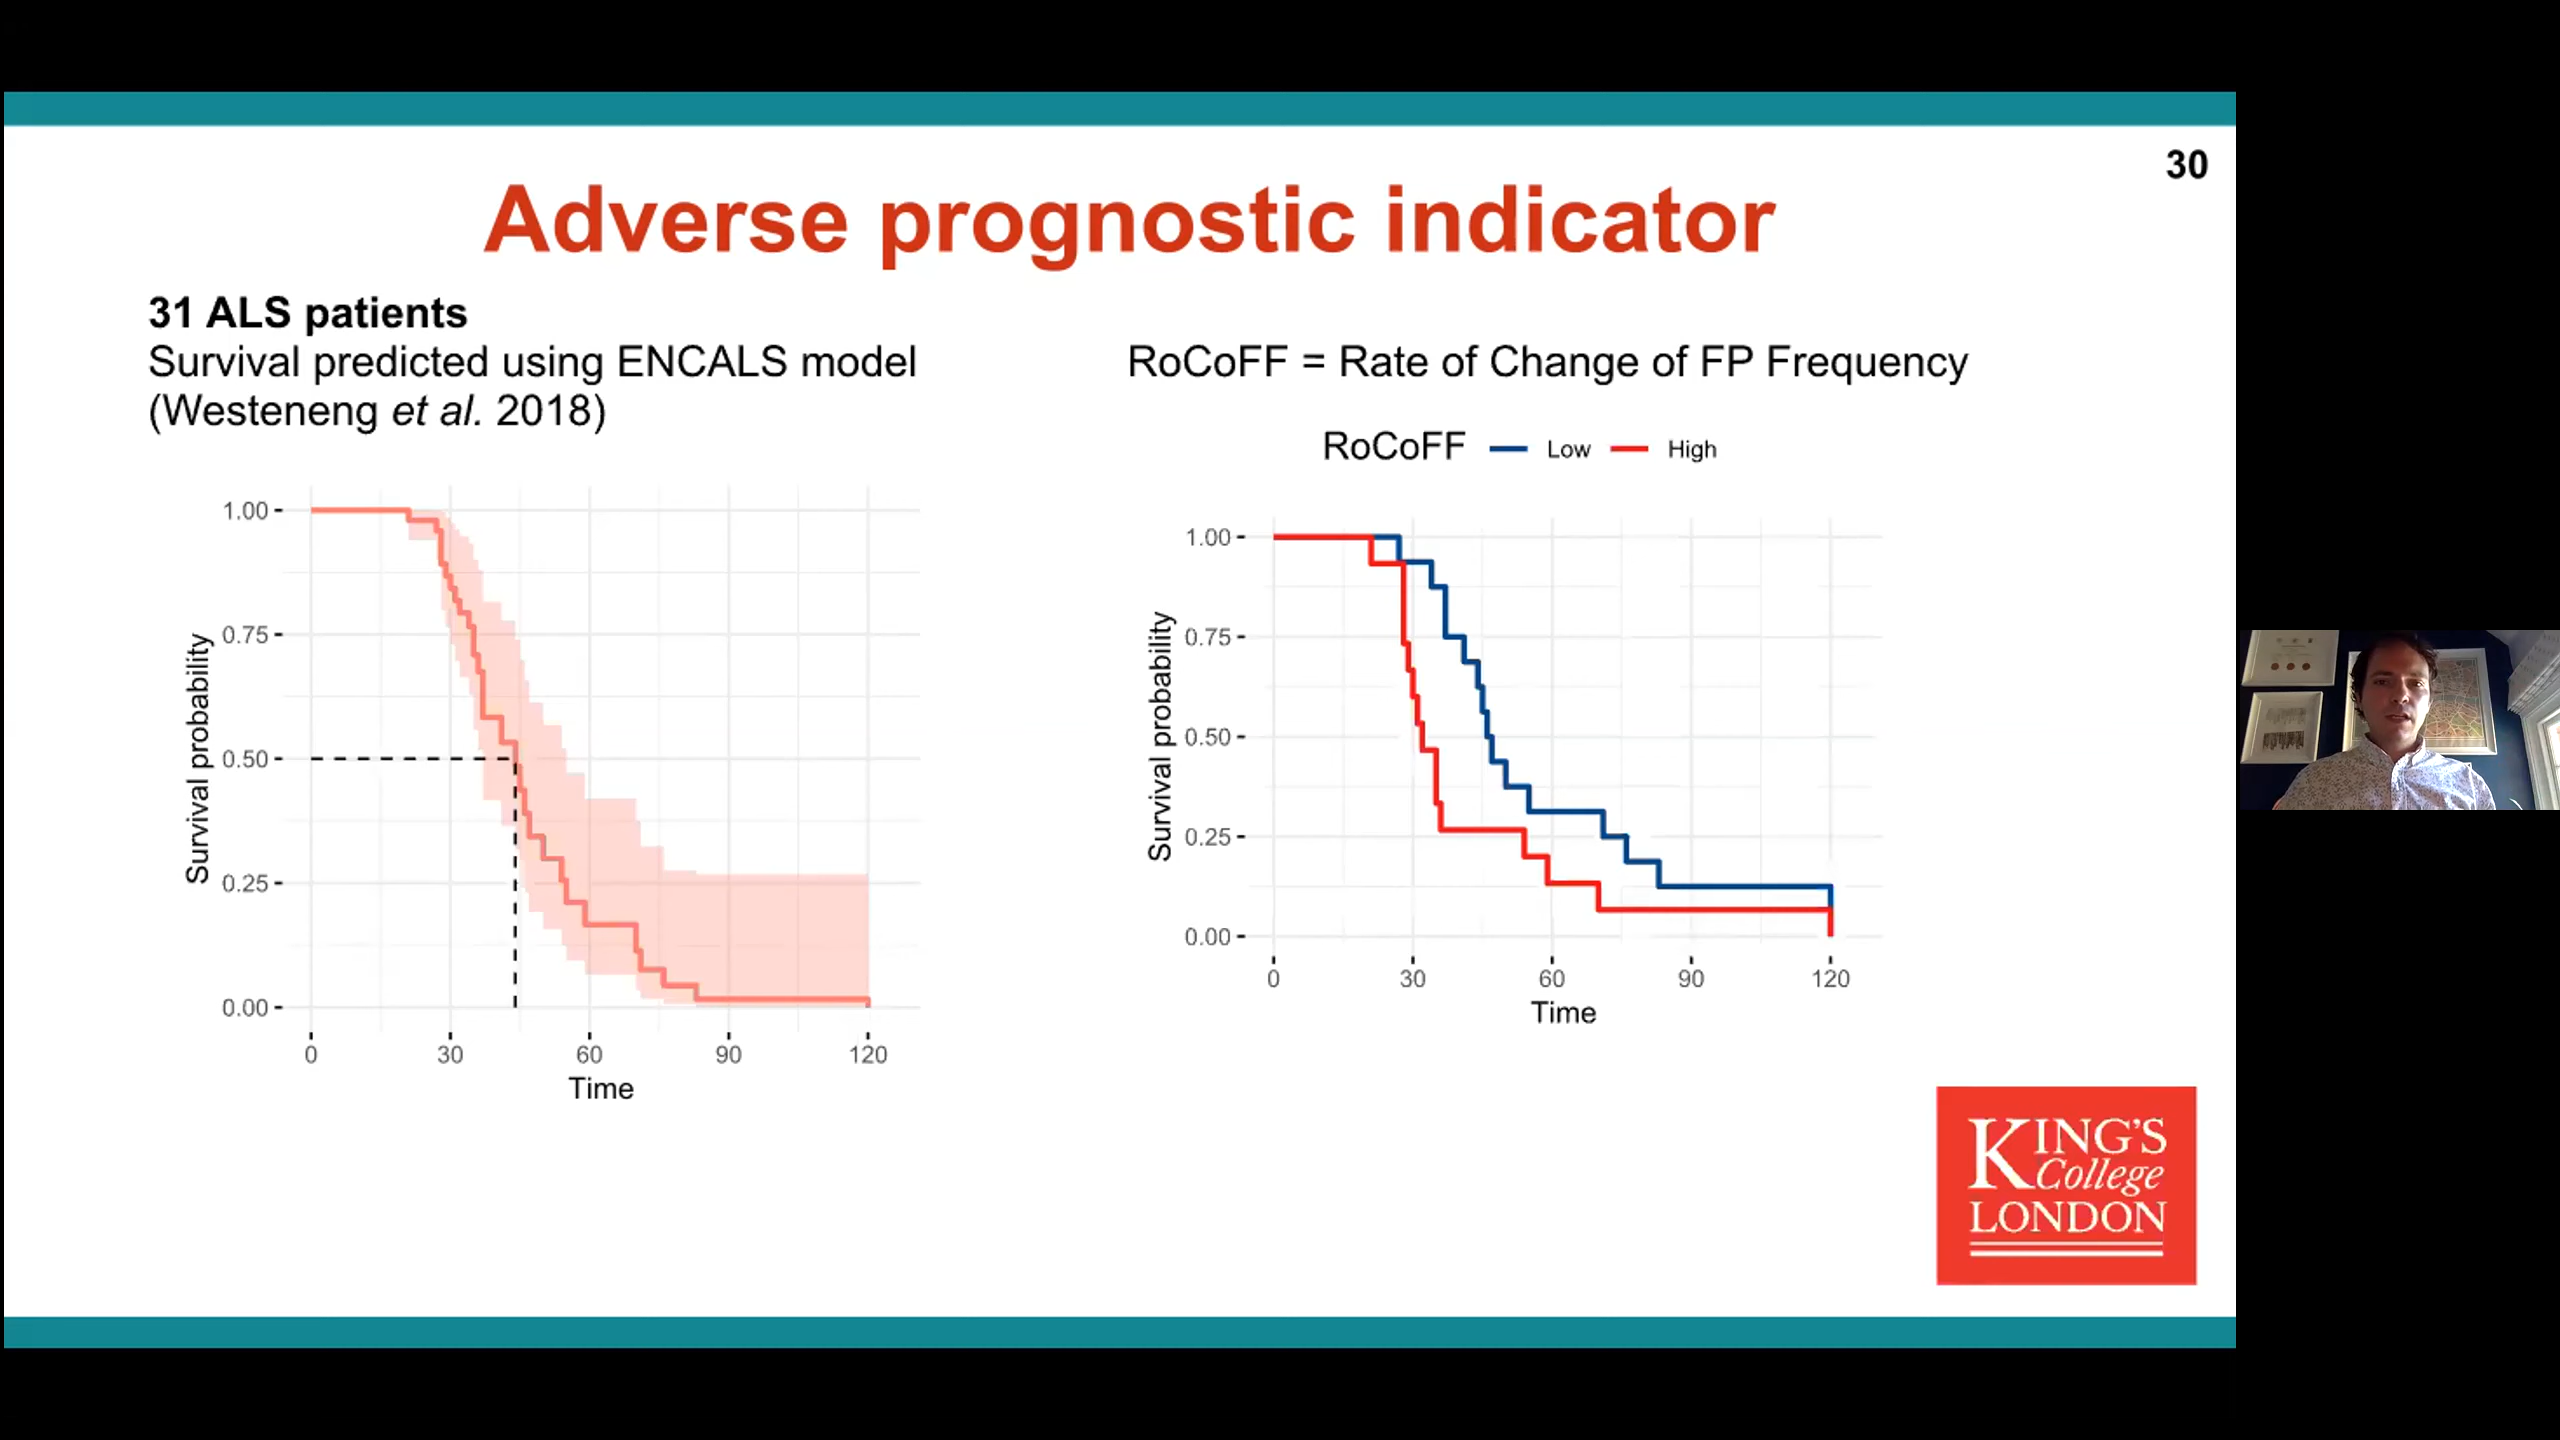 30
Adverse prognostic indicator
31 ALS patients
Survival predicted using ENCALS model
(Westeneng et al. 2018)
RoCoFF = Rate of Change of FP Frequency
RoCoFF Low High
Survival probability
1.00
0.75
0.50
0.25
0.00
0 30 60 90 120
Time
Survival probability
1.00
0.75
0.50
0.25
0.00
0 30 60 90 120
Time
KING'S
College
LONDON